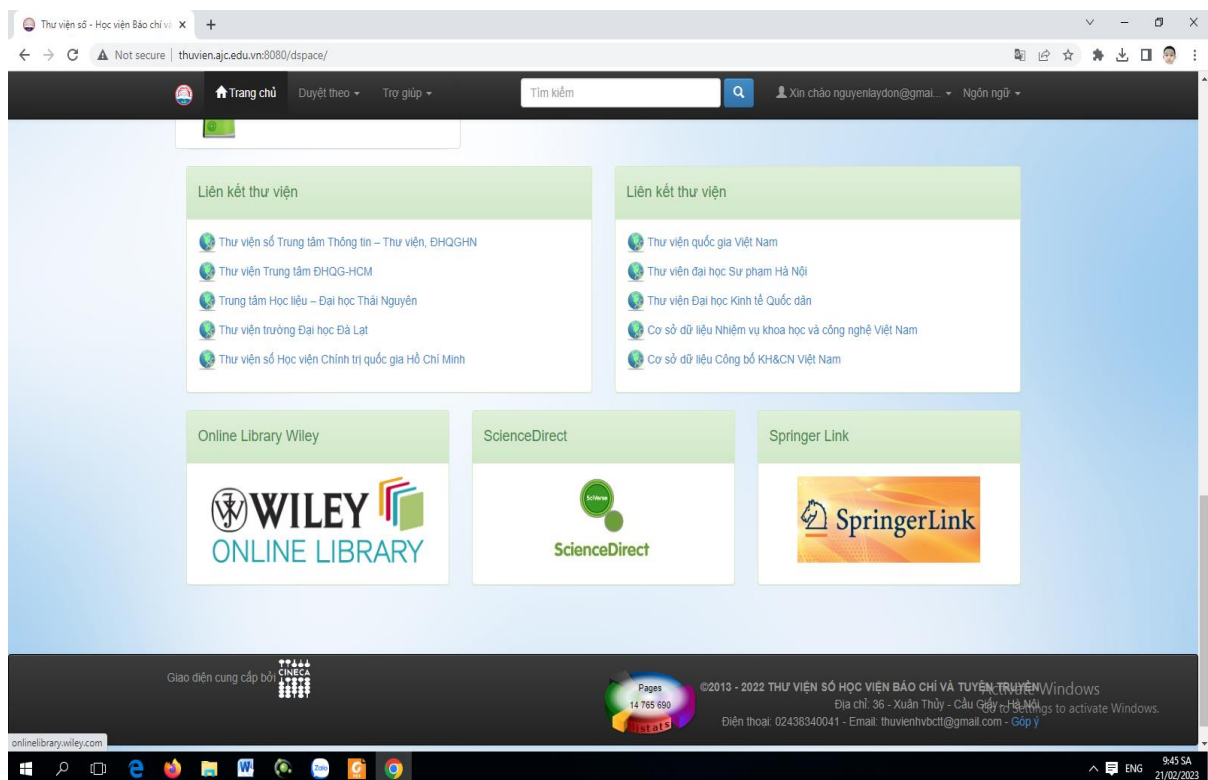 Thư viện số - Học viện Báo chí và
Not secure | thuvien.ajc.edu.vn:8080/dspace/
Trang chủ Duyệt theo Trợ giúp Tìm kiếm Xin chào nguyenlaydon@gmai... Ngôn ngữ
Liên kết thư viện
Thư viện số Trung tâm Thông tin – Thư viện, ĐHQGHN
Thư viện Trung tâm ĐHQG-HCM
Trung tâm Học liệu – Đại học Thái Nguyên
Thư viện trường Đại học Đà Lạt
Thư viện số Học viện Chính trị quốc gia Hồ Chí Minh
Liên kết thư viện
Thư viện quốc gia Việt Nam
Thư viện đại học Sư phạm Hà Nội
Thư viện Đại học Kinh tế Quốc dân
Cơ sở dữ liệu Nhiệm vụ khoa học và công nghệ Việt Nam
Cơ sở dữ liệu Công bố KH&CN Việt Nam
Online Library Wiley
WILEY
ONLINE LIBRARY
ScienceDirect
SciVerse
ScienceDirect
Springer Link
SpringerLink
Giao diện cung cấp bởi CINECA
Pages
14 765 690
©2013 - 2022 THƯ VIỆN SỐ HỌC VIỆN BÁO CHÍ VÀ TUYÊN TRUYỀN
Địa chỉ: 36 - Xuân Thủy - Cầu Giấy - Hà Nội
Điện thoại: 02438340041 - Email: thuvienhvbctt@gmail.com - Góp ý
Activate Windows
Go to Settings to activate Windows.
onlinelibrary.wiley.com
Zalo
ENG
9:45 SA
21/02/2023